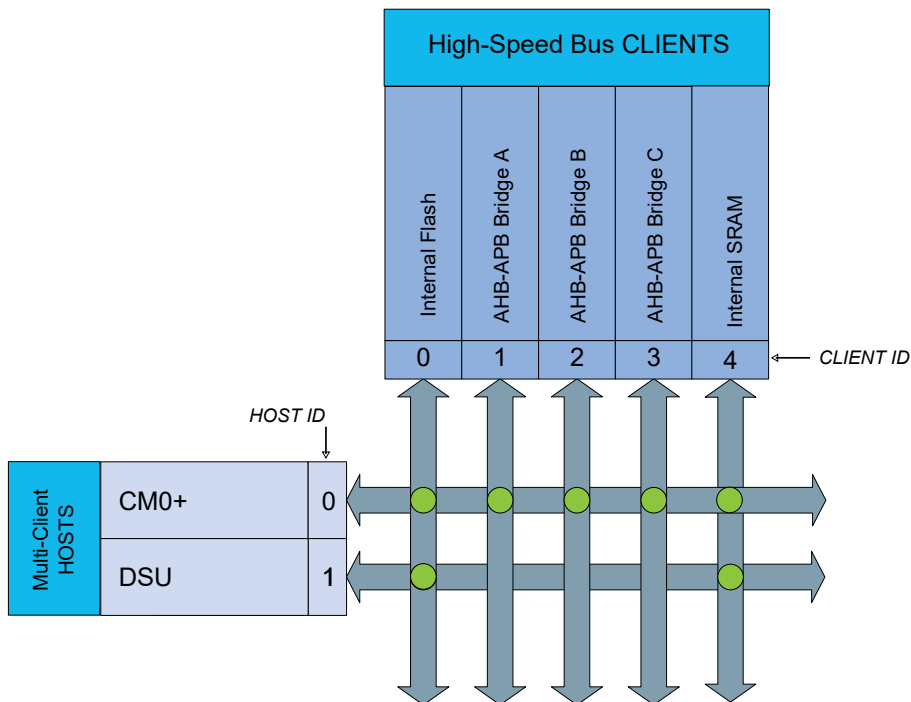 High-Speed Bus CLIENTS
Internal Flash
AHB-APB Bridge A
AHB-APB Bridge B
AHB-APB Bridge C
Internal SRAM
0
1
2
3
4
CLIENT ID
HOST ID
Multi-Client
HOSTS
CM0+
0
DSU
1